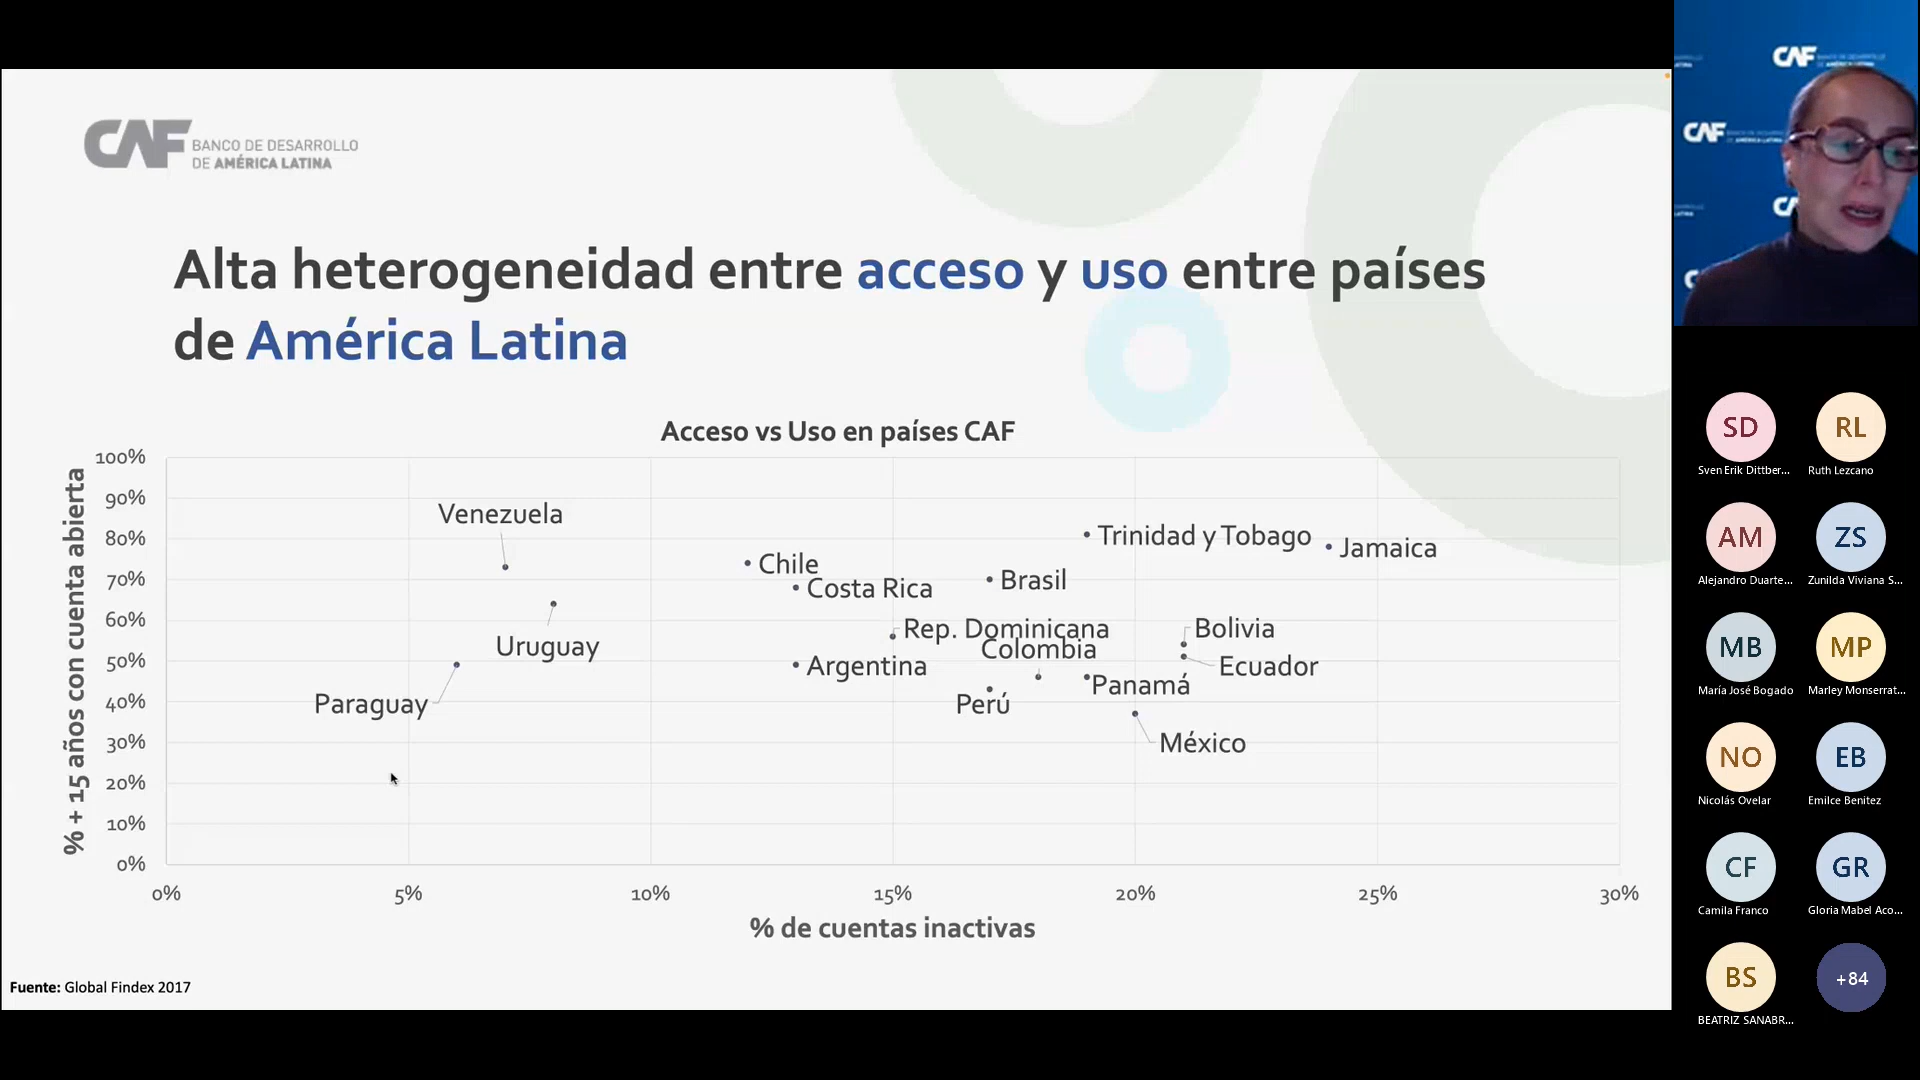 CAF BANCO DE DESARROLLO
DE AMÉRICA LATINA
Alta heterogeneidad entre acceso y uso entre países
de América Latina
Acceso vs Uso en países CAF
% + 15 años con cuenta abierta
100%
90%
80%
70%
60%
50%
40%
30%
20%
10%
0%
Venezuela
Trinidad y Tobago
Jamaica
Chile
Brasil
Costa Rica
Rep. Dominicana
Bolivia
Uruguay
Colombia
Argentina
Ecuador
Panamá
Paraguay
Perú
México
0%
5%
10%
15%
20%
25%
30%
% de cuentas inactivas
Fuente: Global Findex 2017
CAF
CAF
SD
Sven Erik Dittber...
RL
Ruth Lezcano
AM
Alejandro Duarte...
ZS
Zunilda Viviana S...
MB
María José Bogado
MP
Marley Monserrat...
NO
Nicolás Ovelar
EB
Emilce Benitez
CF
Camila Franco
GR
Gloria Mabel Aco...
BS
BEATRIZ SANABR...
+84